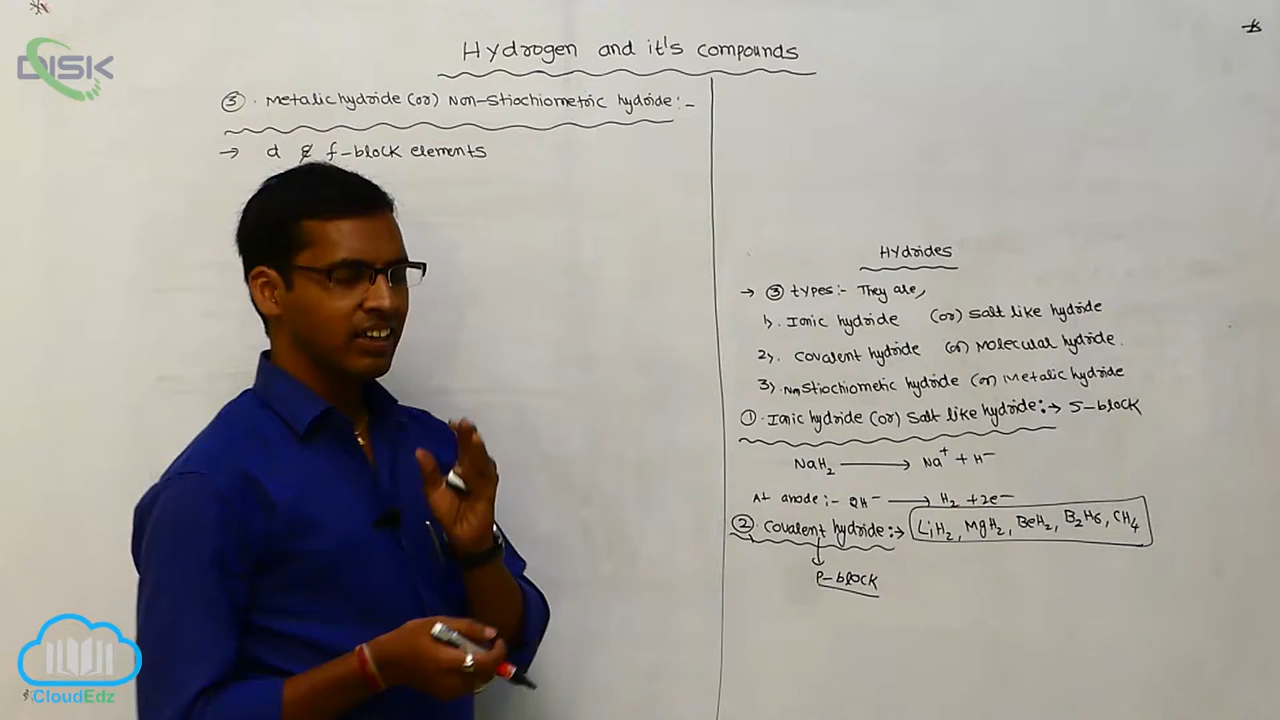 DISK
Hydrogen and it's compounds
③. Metalic hydride (or) Non-Stiochiometric hydride:-
→ d & f-block elements
Hydrides
→ ③ types:- They are,
1). Ionic hydride (or) Salt like hydride
2). Covalent hydride (or) Molecular hydride.
3). Non Stiochiometic hydride (or) Metalic hydride
①. Ionic hydride (or) Salt like hydride:→ S-block
NaH₂ → Na⁺ + H⁻
At anode:- 2H⁻ → H₂ + 2e⁻
②. Covalent hydride:→ LiH₂, MgH₂, BeH₂, B₂H₆, CH₄
↓
P-block
CloudEdz